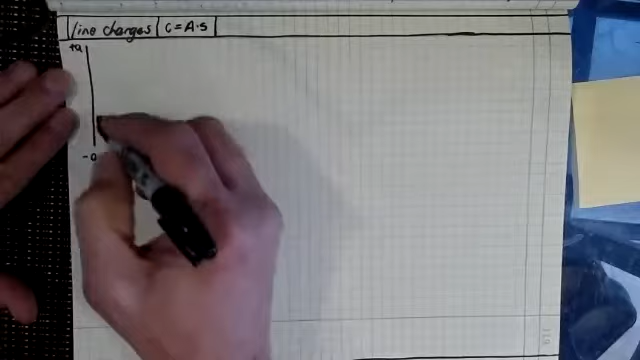 line charges C = A·s
+a
-a